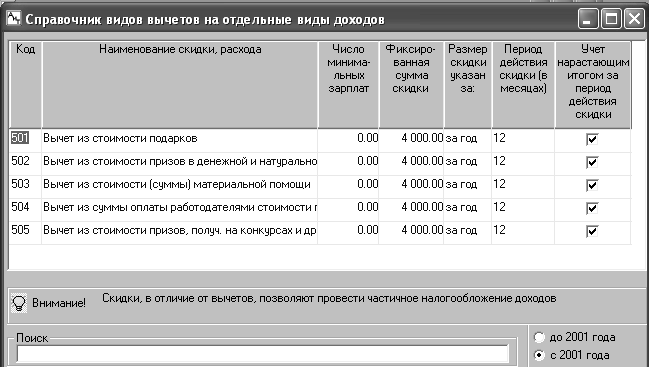 Справочник видов вычетов на отдельные виды доходов
Код Наименование скидки, расхода Число минима-льных зарплат Фиксиро-ванная сумма скидки Размер скидки указан за: Период действия скидки (в месяцах) Учет нарастающим итогом за период действия скидки
501 Вычет из стоимости подарков 0.00 4 000.00 за год 12
502 Вычет из стоимости призов в денежной и натурально 0.00 4 000.00 за год 12
503 Вычет из стоимости (суммы) материальной помощи 0.00 4 000.00 за год 12
504 Вычет из суммы оплаты работодателями стоимости г 0.00 4 000.00 за год 12
505 Вычет из стоимости призов, получ. на конкурсах и др 0.00 4 000.00 за год 12
Внимание! Скидки, в отличие от вычетов, позволяют провести частичное налогообложение доходов
Поиск
до 2001 года
с 2001 года